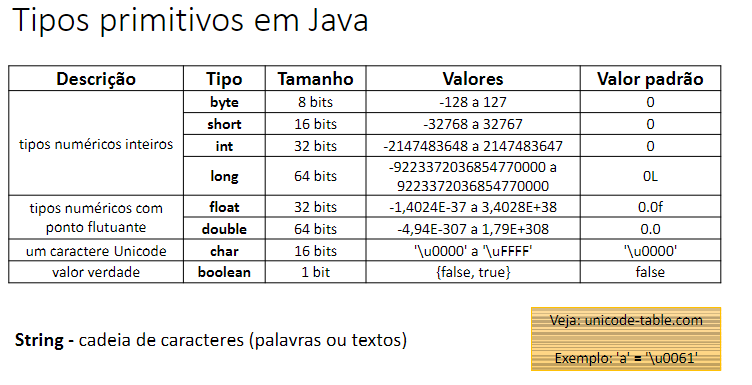 Tipos primitivos em Java
Descrição Tipo Tamanho Valores Valor padrão
tipos numéricos inteiros
byte 8 bits -128 a 127 0
short 16 bits -32768 a 32767 0
int 32 bits -2147483648 a 2147483647 0
long 64 bits -9223372036854770000 a
9223372036854770000 0L
tipos numéricos com
ponto flutuante
float 32 bits -1,4024E-37 a 3,4028E+38 0.0f
double 64 bits -4,94E-307 a 1,79E+308 0.0
um caractere Unicode char 16 bits '\u0000' a '\uFFFF' '\u0000'
valor verdade boolean 1 bit {false, true} false
String - cadeia de caracteres (palavras ou textos)
Veja: unicode-table.com
Exemplo: 'a' = '\u0061'